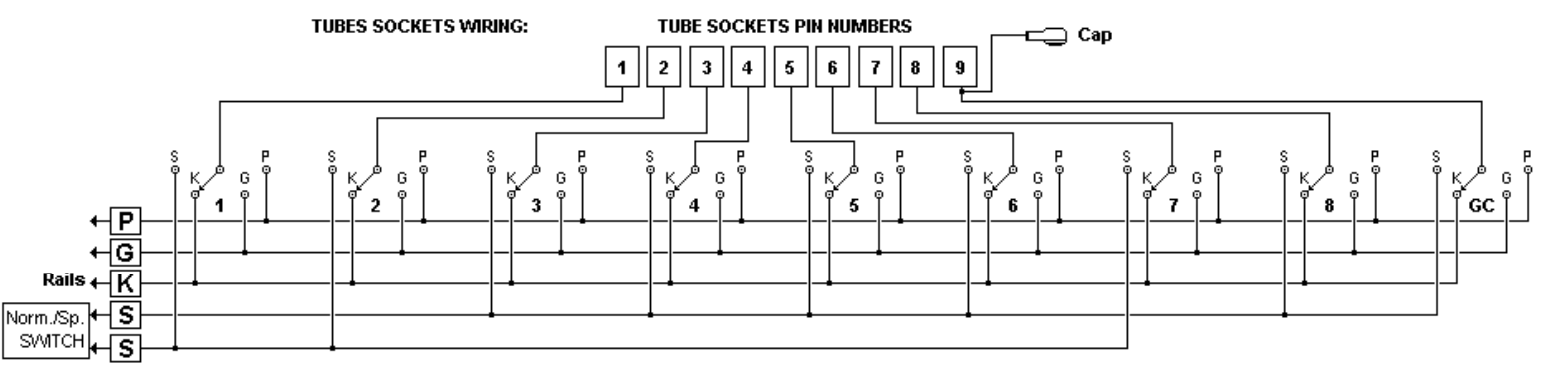 TUBES SOCKETS WIRING:
TUBE SOCKETS PIN NUMBERS
Cap
1 2 3 4 5 6 7 8 9
S P S P S P S P S P S P S P S P S P
K G K G K G K G K G K G K G K G K G
1 2 3 4 5 6 7 8 GC
P
G
Rails K
Norm./Sp. S
SWITCH S